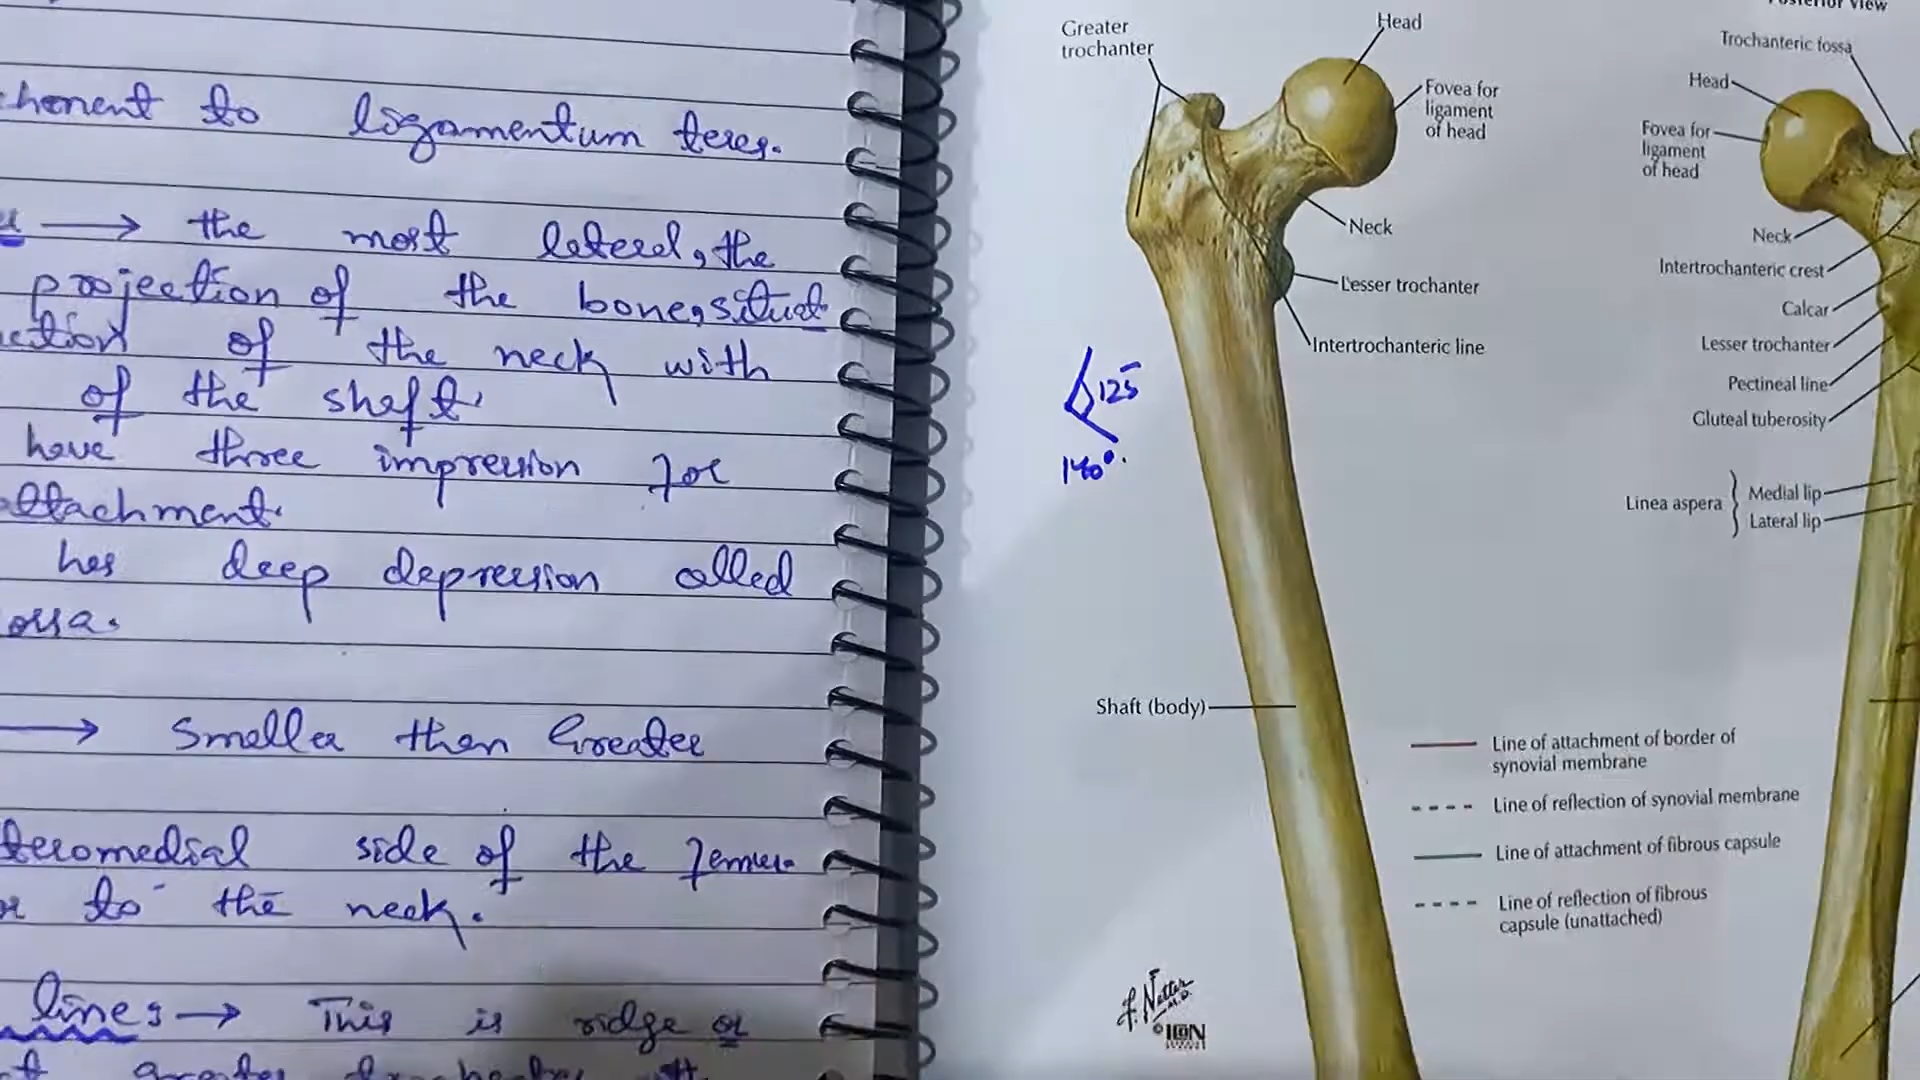 to ligamentum teres.
→ the most lateral, the
projection of the bone, situat
of the neck with
of the shaft.
have three impression for
attachment.
has deep depression called
ossa.
→ Smaller than Greater
teromedial side of the femur.
to the neck.
lines → This is ridge or
greater
Greater
trochanter
Head
Fovea for
ligament
of head
Neck
Lesser trochanter
Intertrochanteric line
125
140°.
Shaft (body)
Line of attachment of border of
synovial membrane
Line of reflection of synovial membrane
Line of attachment of fibrous capsule
Line of reflection of fibrous
capsule (unattached)
F. Netter
M.D.
©ICON
Posterior View
Trochanteric fossa
Head
Fovea for
ligament
of head
Neck
Intertrochanteric crest
Calcar
Lesser trochanter
Pectineal line
Gluteal tuberosity
Linea aspera
Medial lip
Lateral lip